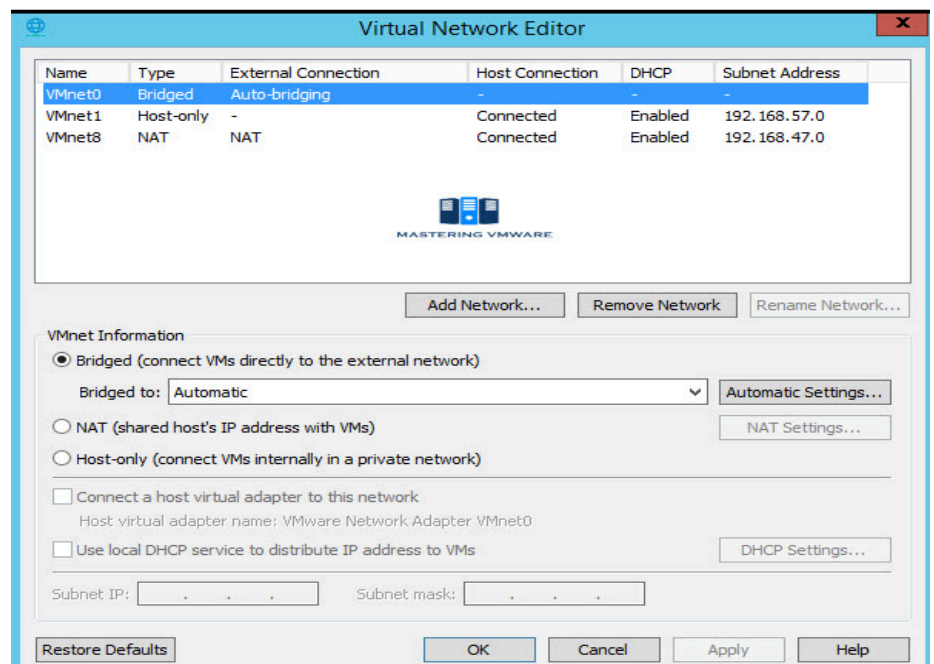 Virtual Network Editor
x
Name Type External Connection Host Connection DHCP Subnet Address
VMnet0 Bridged Auto-bridging - - -
VMnet1 Host-only - Connected Enabled 192.168.57.0
VMnet8 NAT NAT Connected Enabled 192.168.47.0
MASTERING VMWARE
Add Network... Remove Network Rename Network...
VMnet Information
Bridged (connect VMs directly to the external network)
Bridged to: Automatic Automatic Settings...
NAT (shared host's IP address with VMs) NAT Settings...
Host-only (connect VMs internally in a private network)
Connect a host virtual adapter to this network
Host virtual adapter name: VMware Network Adapter VMnet0
Use local DHCP service to distribute IP address to VMs DHCP Settings...
Subnet IP: . . . Subnet mask: . . .
Restore Defaults OK Cancel Apply Help